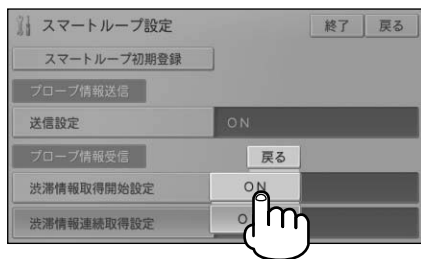 スマートループ設定 終了 戻る
スマートループ初期登録
プローブ情報送信
送信設定 ON
プローブ情報受信 戻る
渋滞情報取得開始設定 ON
渋滞情報連続取得設定